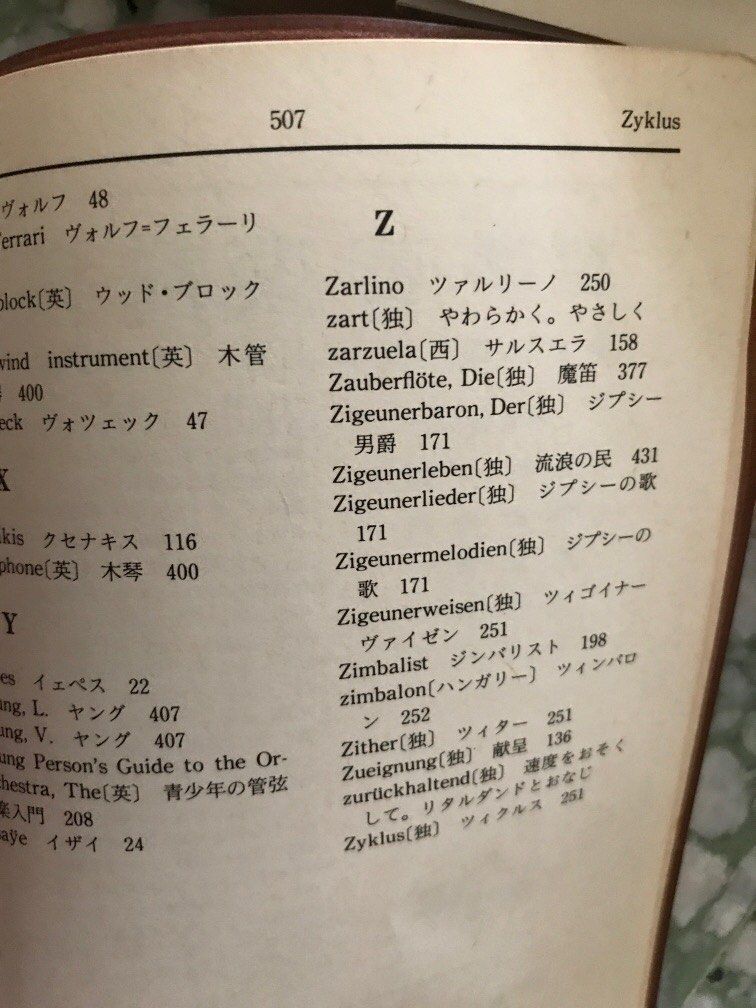 507
Zyklus
ヴォルフ 48
Ferrari ヴォルフ=フェラーリ
block〔英〕 ウッド・ブロック
wind instrument〔英〕 木管
400
eck ヴォツェック 47
X
kis クセナキス 116
phone〔英〕 木琴 400
Y
es イェペス 22
ung, L. ヤング 407
ung, V. ヤング 407
ung Person's Guide to the Or-
chestra, The〔英〕 青少年の管弦
楽入門 208
saÿe イザイ 24
Z
Zarlino ツァルリーノ 250
zart〔独〕 やわらかく。やさしく
zarzuela〔西〕 サルスエラ 158
Zauberflöte, Die〔独〕 魔笛 377
Zigeunerbaron, Der〔独〕 ジプシー
男爵 171
Zigeunerleben〔独〕 流浪の民 431
Zigeunerlieder〔独〕 ジプシーの歌
171
Zigeunermelodien〔独〕 ジプシーの
歌 171
Zigeunerweisen〔独〕 ツィゴイナー
ヴァイゼン 251
Zimbalist ジンバリスト 198
zimbalon〔ハンガリー〕 ツィンバロ
ン 252
Zither〔独〕 ツィター 251
Zueignung〔独〕 献呈 136
zurückhaltend〔独〕 速度をおそく
して。リタルダンドとおなじ
Zyklus〔独〕 ツィクルス 251